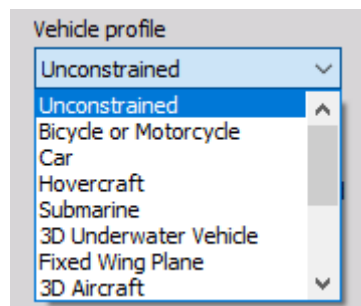 Vehicle profile
Unconstrained
Unconstrained
Bicycle or Motorcycle
Car
Hovercraft
Submarine
3D Underwater Vehicle
Fixed Wing Plane
3D Aircraft